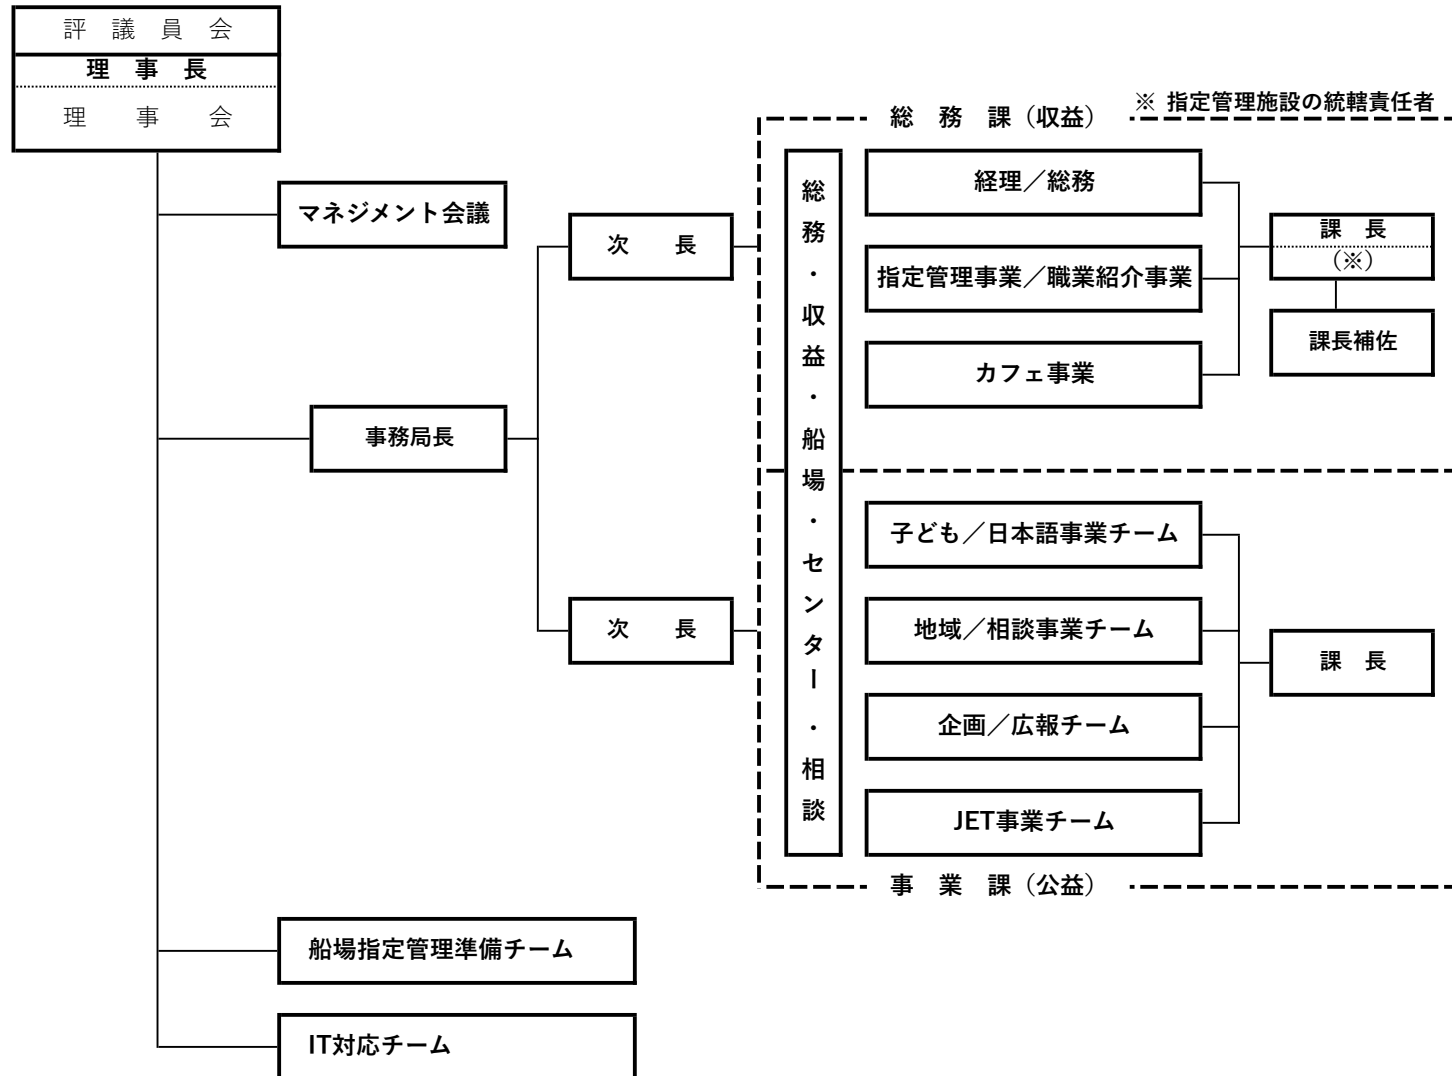 評　議　員　会
理　事　長
理　　事　　会
※ 指定管理施設の統轄責任者
総　務　課（収益）
マネジメント会議
次　　長
総務・収益・船場・センター・相談
経理／総務
指定管理事業／職業紹介事業
カフェ事業
課　長
（※）
課長補佐
事務局長
次　　長
子ども／日本語事業チーム
地域／相談事業チーム
企画／広報チーム
JET事業チーム
課　長
事　業　課（公益）
船場指定管理準備チーム
IT対応チーム